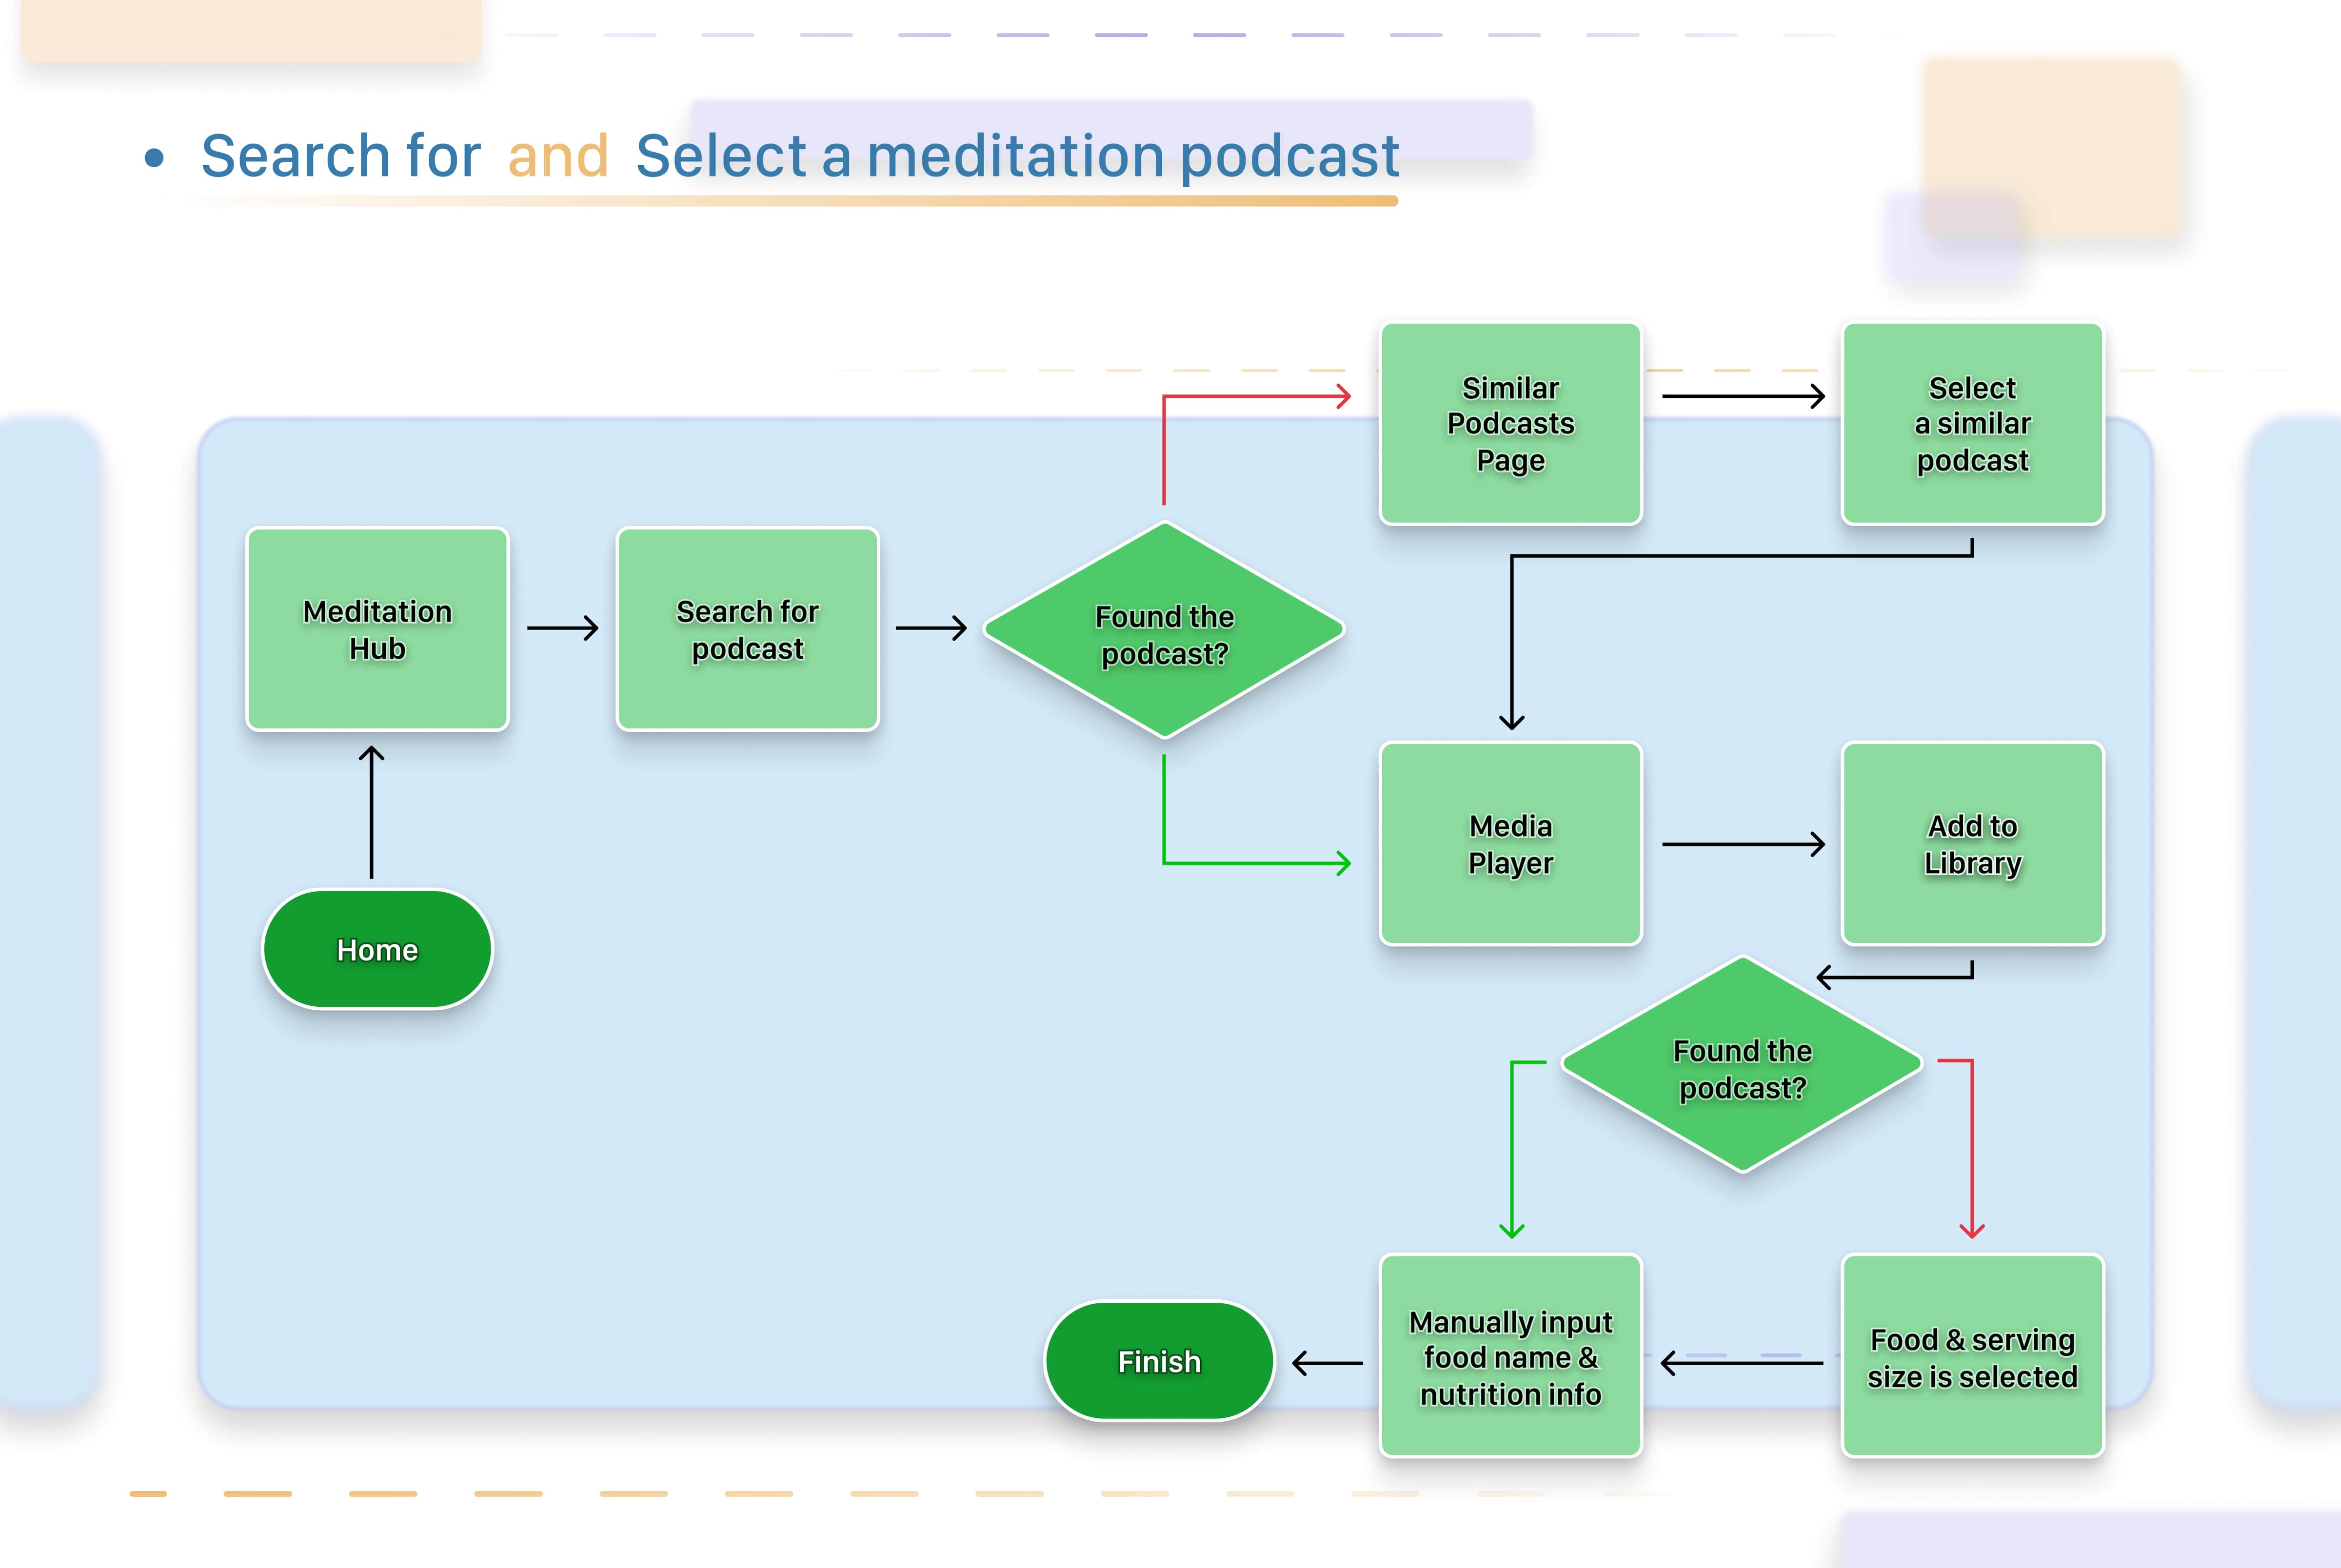 • Search for and Select a meditation podcast
Similar
Podcasts
Page
Select
a similar
podcast
Meditation
Hub
Search for
podcast
Found the
podcast?
Media
Player
Add to
Library
Home
Found the
podcast?
Finish
Manually input
food name &
nutrition info
Food & serving
size is selected